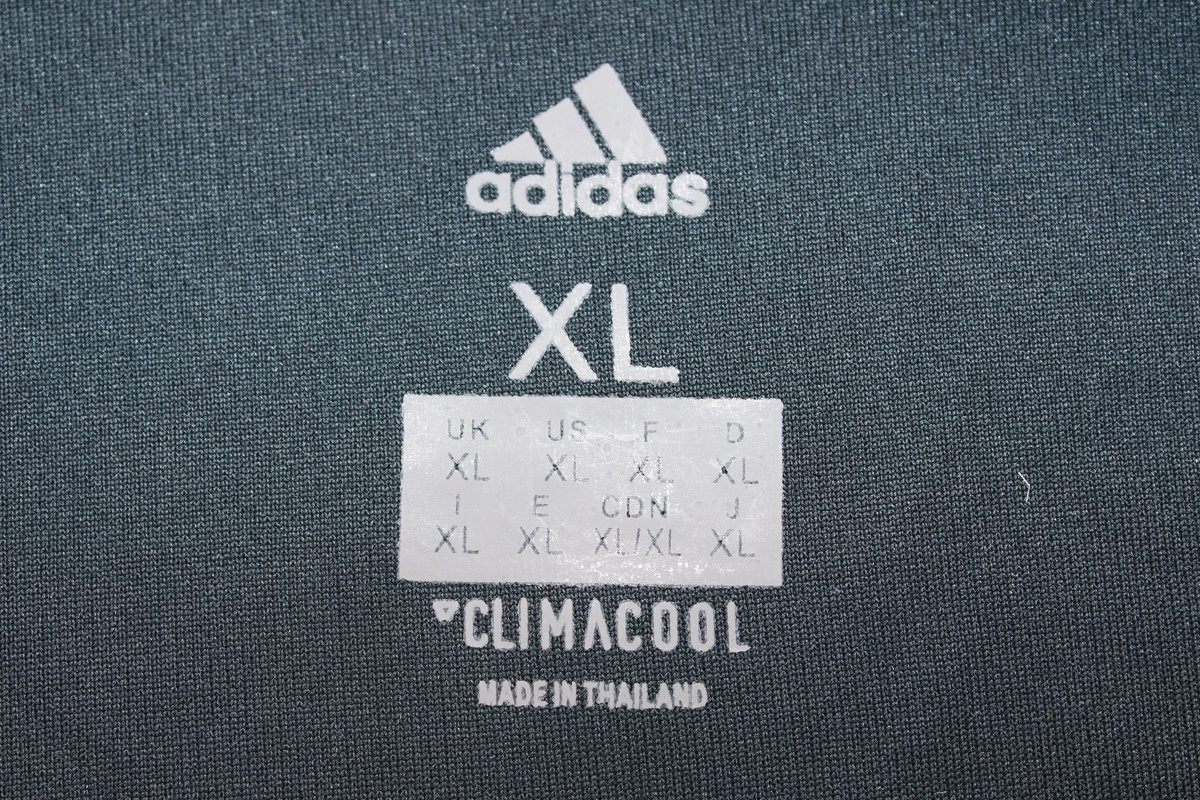 adidas
XL
UK US F D
XL XL XL XL
I E CDN J
XL XL XL/XL XL
CLIMACOOL
MADE IN THAILAND